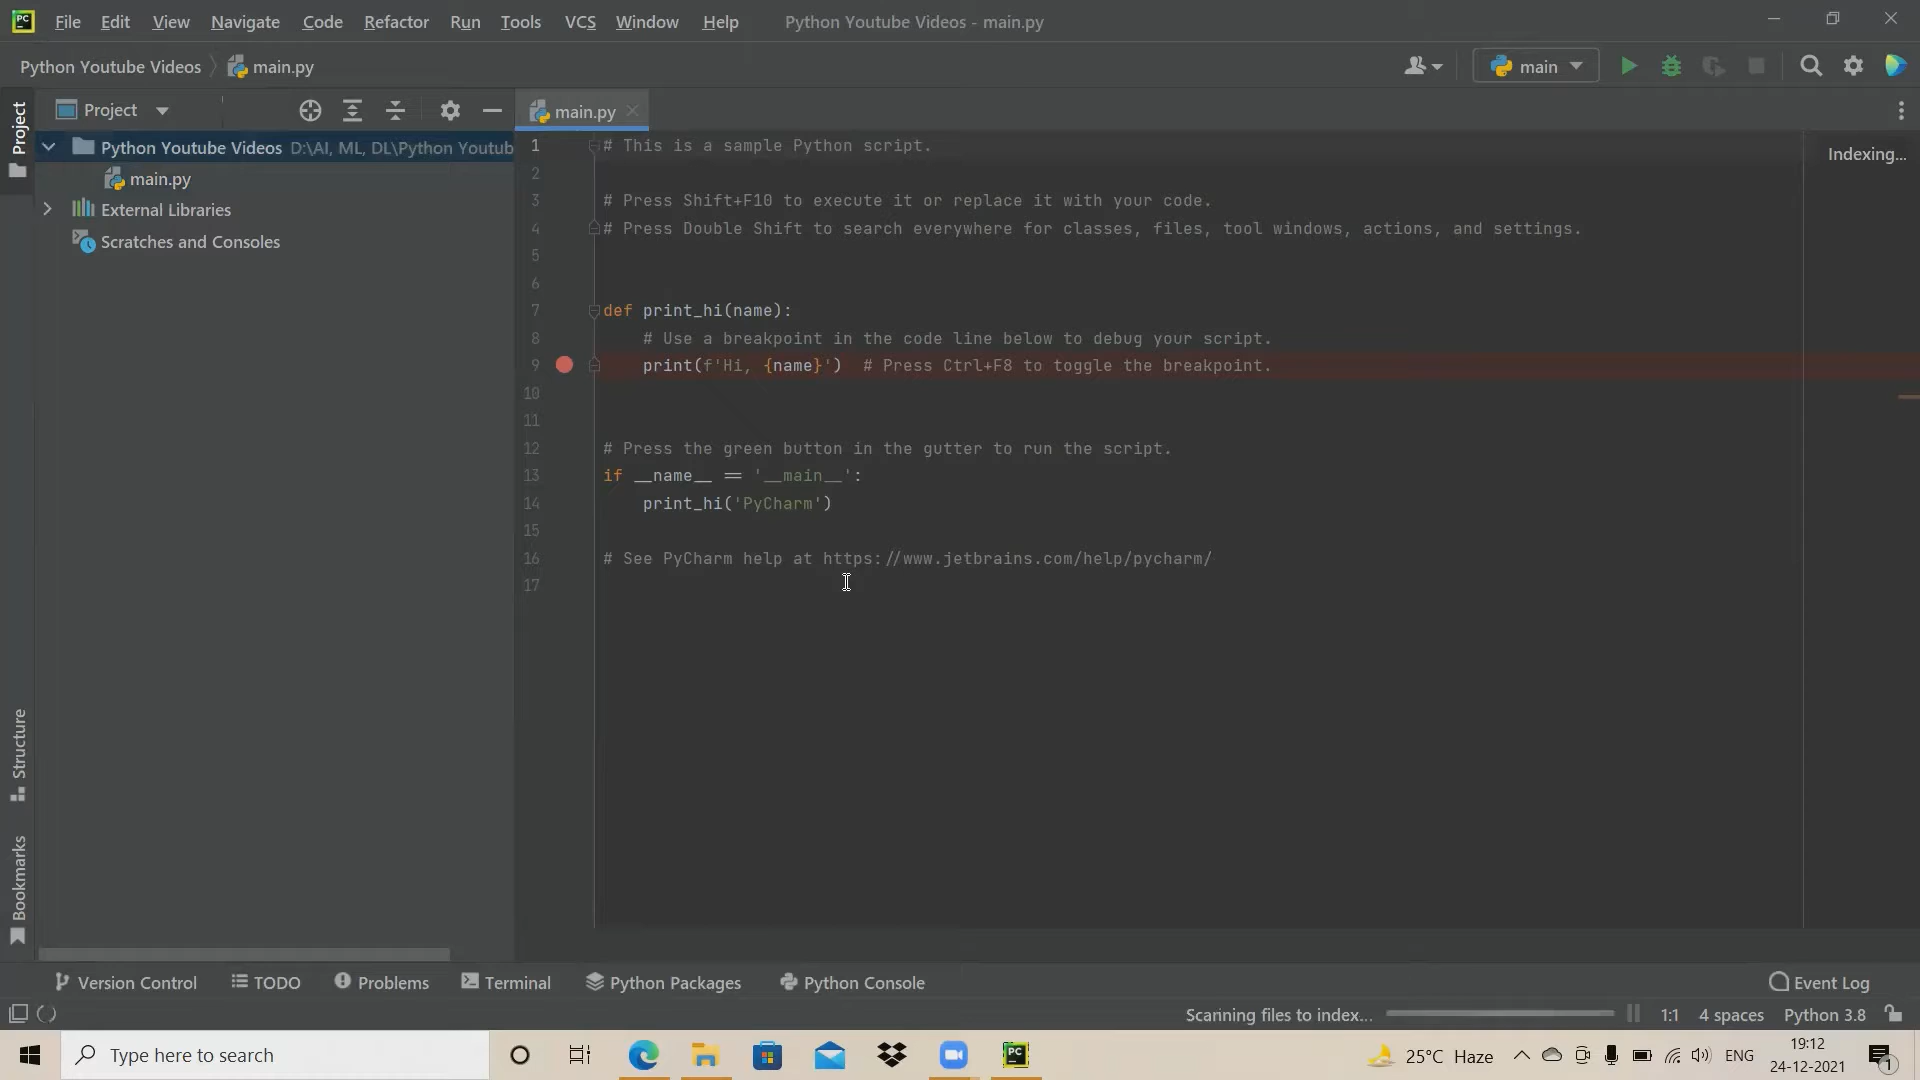 File Edit View Navigate Code Refactor Run Tools VCS Window Help Python Youtube Videos - main.py
Python Youtube Videos main.py main
Project main.py
Project
Python Youtube Videos D:\AI, ML, DL\Python Youtub
main.py
External Libraries
Scratches and Consoles
Structure
Bookmarks
Indexing...
1 # This is a sample Python script.
2
3 # Press Shift+F10 to execute it or replace it with your code.
4 # Press Double Shift to search everywhere for classes, files, tool windows, actions, and settings.
5
6
7 def print_hi(name):
8 # Use a breakpoint in the code line below to debug your script.
9 print(f'Hi, {name}') # Press Ctrl+F8 to toggle the breakpoint.
10
11
12 # Press the green button in the gutter to run the script.
13 if __name__ == '__main__':
14 print_hi('PyCharm')
15
16 # See PyCharm help at https://www.jetbrains.com/help/pycharm/
17
Version Control TODO Problems Terminal Python Packages Python Console Event Log
Scanning files to index... 1:1 4 spaces Python 3.8
Type here to search 25°C Haze ENG 19:12
24-12-2021 1